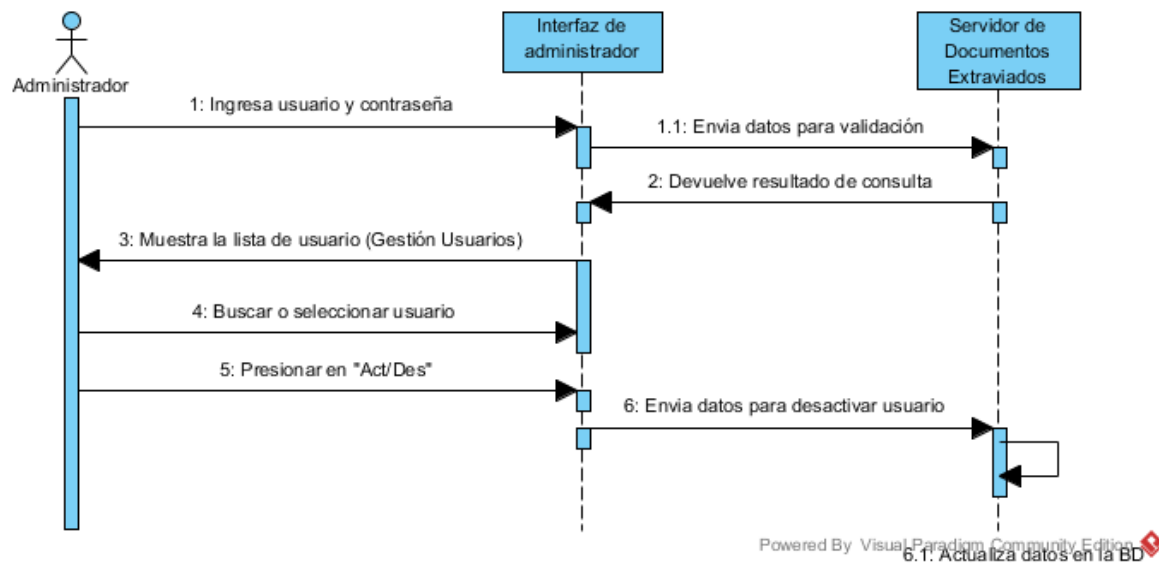 Interfaz de
administrador
Servidor de
Documentos
Extraviados
Administrador
1: Ingresa usuario y contraseña
1.1: Envia datos para validación
2: Devuelve resultado de consulta
3: Muestra la lista de usuario (Gestión Usuarios)
4: Buscar o seleccionar usuario
5: Presionar en "Act/Des"
6: Envia datos para desactivar usuario
Powered By Visual Paradigm Community Edition
6.1: Actualiza datos en la BD